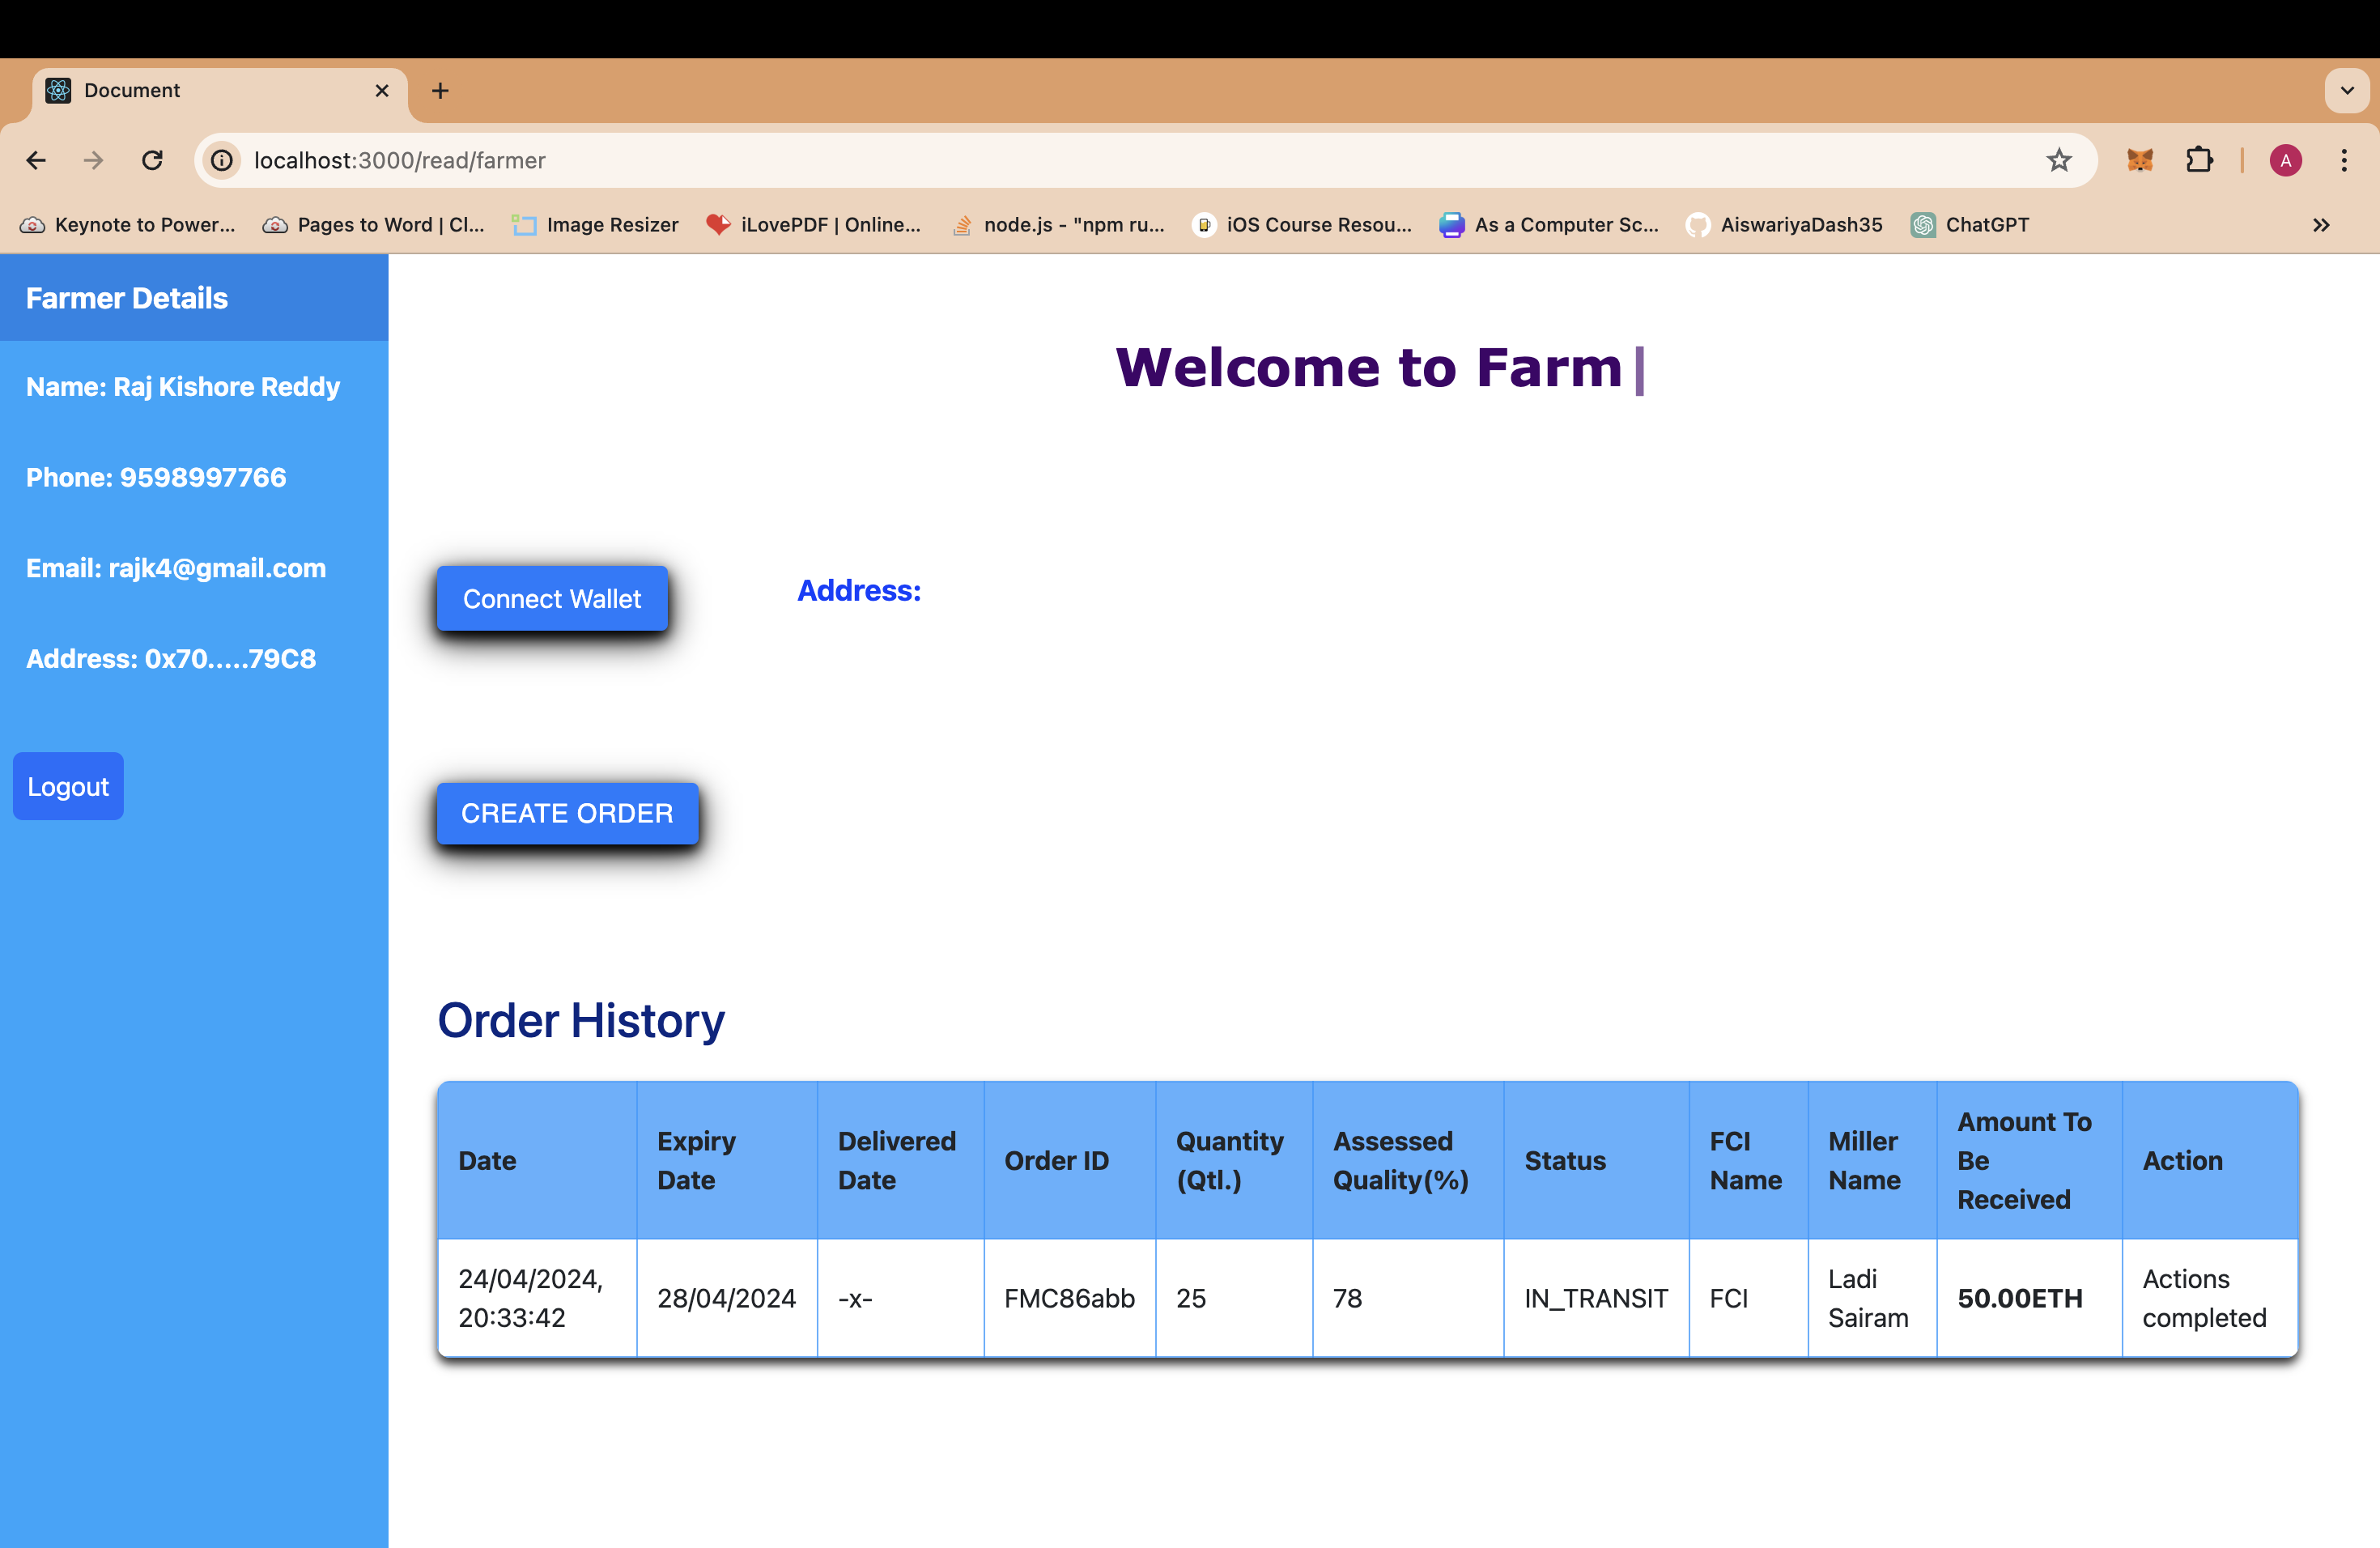 Document
localhost:3000/read/farmer
A
Keynote to Power...
Pages to Word | Cl...
Image Resizer
iLovePDF | Online...
node.js - "npm ru...
iOS Course Resou...
As a Computer Sc...
AiswariyaDash35
ChatGPT
Farmer Details
Name: Raj Kishore Reddy
Phone: 9598997766
Email: rajk4@gmail.com
Address: 0x70.....79C8
Logout
Welcome to Farm
Connect Wallet
Address:
CREATE ORDER
Order History
Date
Expiry
Date
Delivered
Date
Order ID
Quantity
(Qtl.)
Assessed
Quality(%)
Status
FCI
Name
Miller
Name
Amount To
Be
Received
Action
24/04/2024,
20:33:42
28/04/2024
-x-
FMC86abb
25
78
IN_TRANSIT
FCI
Ladi
Sairam
50.00ETH
Actions
completed